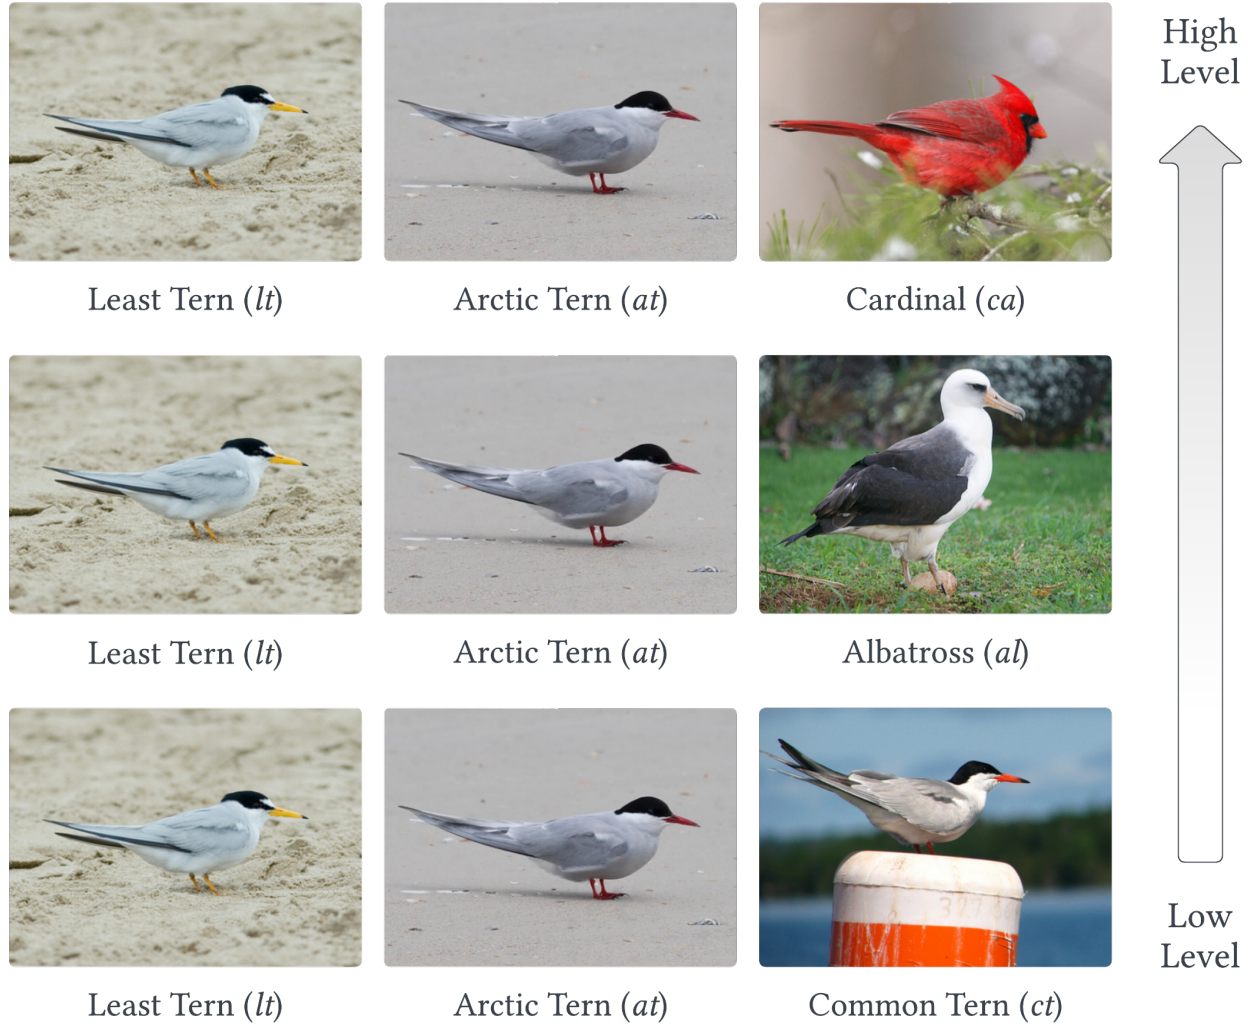 High
Level
Least Tern (lt)
Arctic Tern (at)
Cardinal (ca)
Least Tern (lt)
Arctic Tern (at)
Albatross (al)
377
Least Tern (lt)
Arctic Tern (at)
Common Tern (ct)
Low
Level